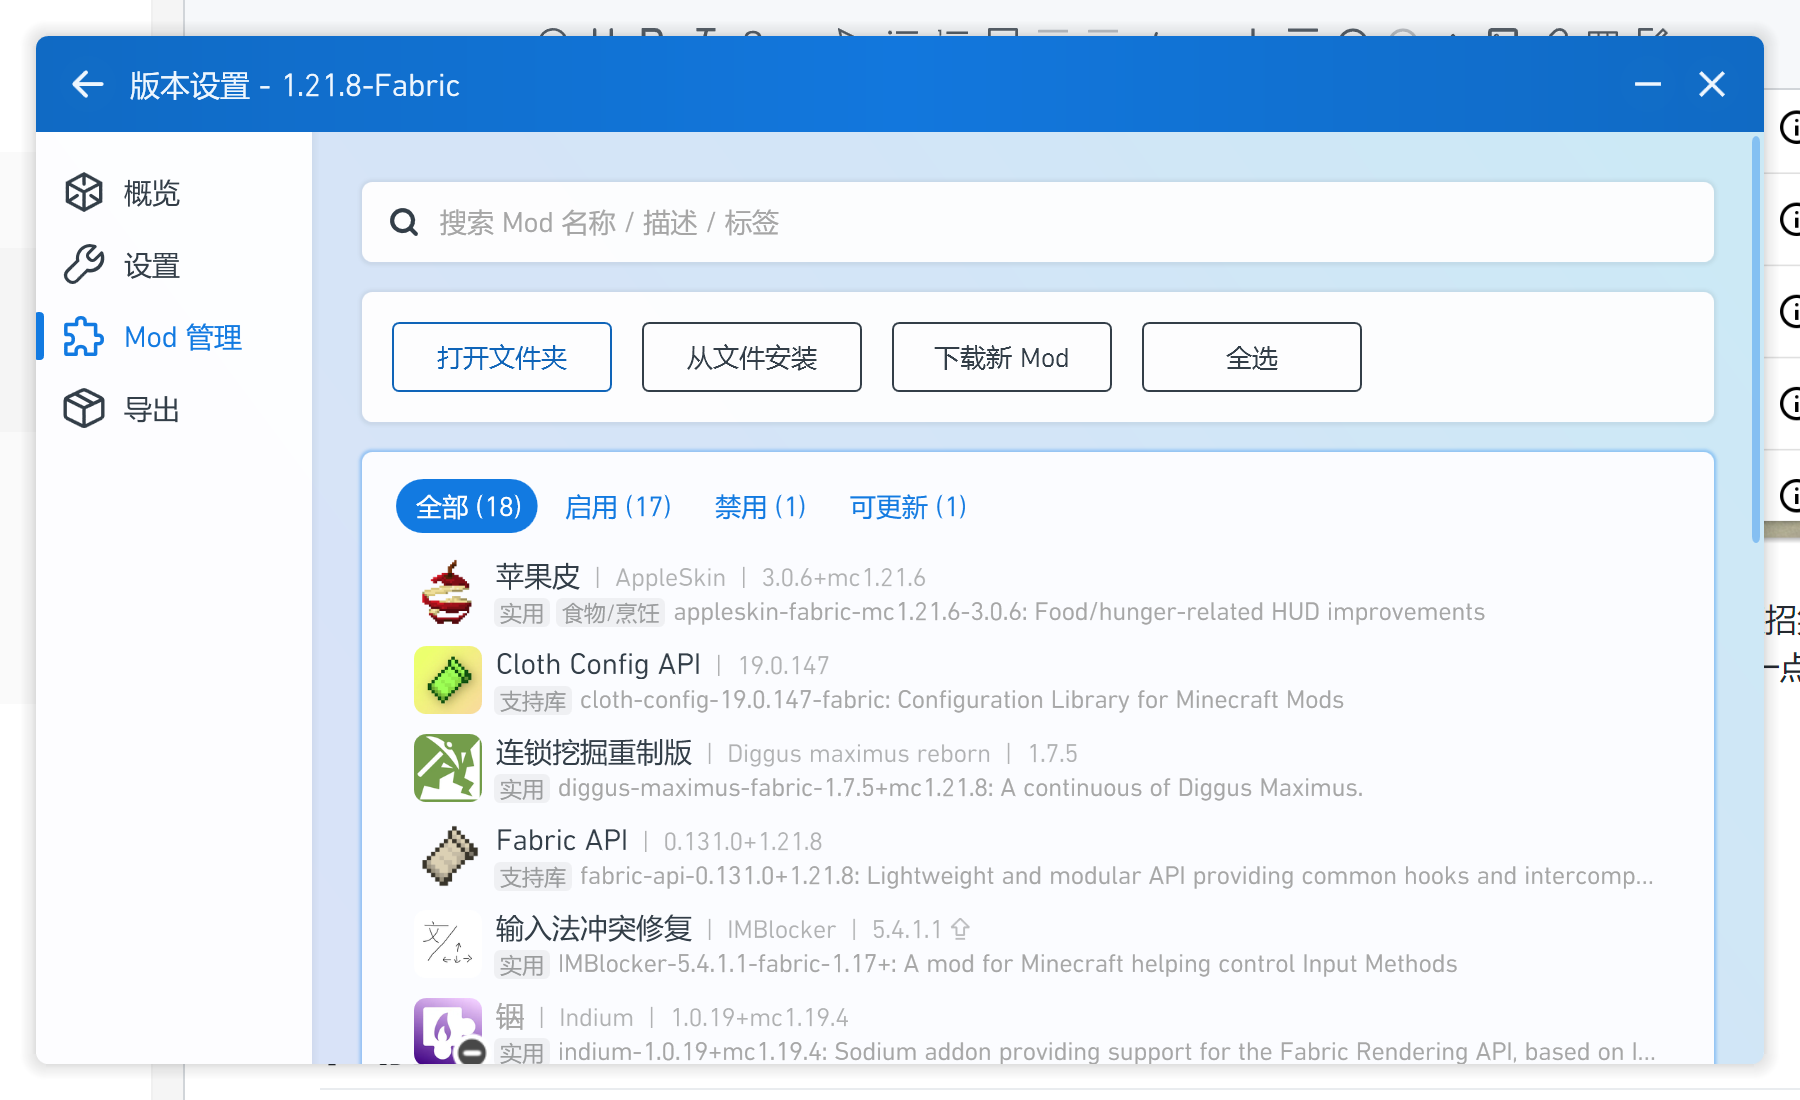 版本设置 - 1.21.8-Fabric
概览
设置
Mod 管理
导出
搜索 Mod 名称 / 描述 / 标签
打开文件夹
从文件安装
下载新 Mod
全选
全部 (18)
启用 (17)
禁用 (1)
可更新 (1)
苹果皮 | AppleSkin | 3.0.6+mc1.21.6
实用 食物/烹饪 appleskin-fabric-mc1.21.6-3.0.6: Food/hunger-related HUD improvements
Cloth Config API | 19.0.147
支持库 cloth-config-19.0.147-fabric: Configuration Library for Minecraft Mods
连锁挖掘重制版 | Diggus maximus reborn | 1.7.5
实用 diggus-maximus-fabric-1.7.5+mc1.21.8: A continuous of Diggus Maximus.
Fabric API | 0.131.0+1.21.8
支持库 fabric-api-0.131.0+1.21.8: Lightweight and modular API providing common hooks and intercomp...
输入法冲突修复 | IMBlocker | 5.4.1.1
实用 IMBlocker-5.4.1.1-fabric-1.17+: A mod for Minecraft helping control Input Methods
铟 | Indium | 1.0.19+mc1.19.4
实用 indium-1.0.19+mc1.19.4: Sodium addon providing support for the Fabric Rendering API, based on I...
招
一点